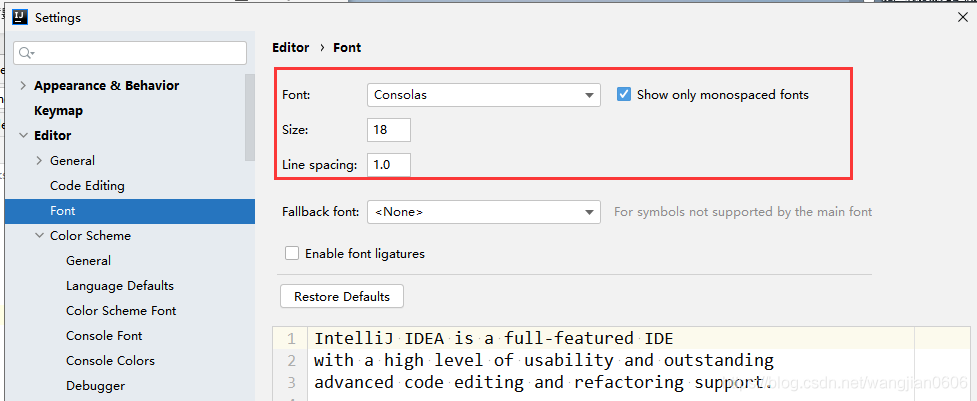 Settings
Editor › Font
Appearance & Behavior
Keymap
Editor
General
Code Editing
Font
Color Scheme
General
Language Defaults
Color Scheme Font
Console Font
Console Colors
Debugger
Font: Consolas Show only monospaced fonts
Size: 18
Line spacing: 1.0
Fallback font: <None> For symbols not supported by the main font
Enable font ligatures
Restore Defaults
1 IntelliJ IDEA is a full-featured IDE
2 with a high level of usability and outstanding
3 advanced code editing and refactoring support.
blog.csdn.net/wangjian0606